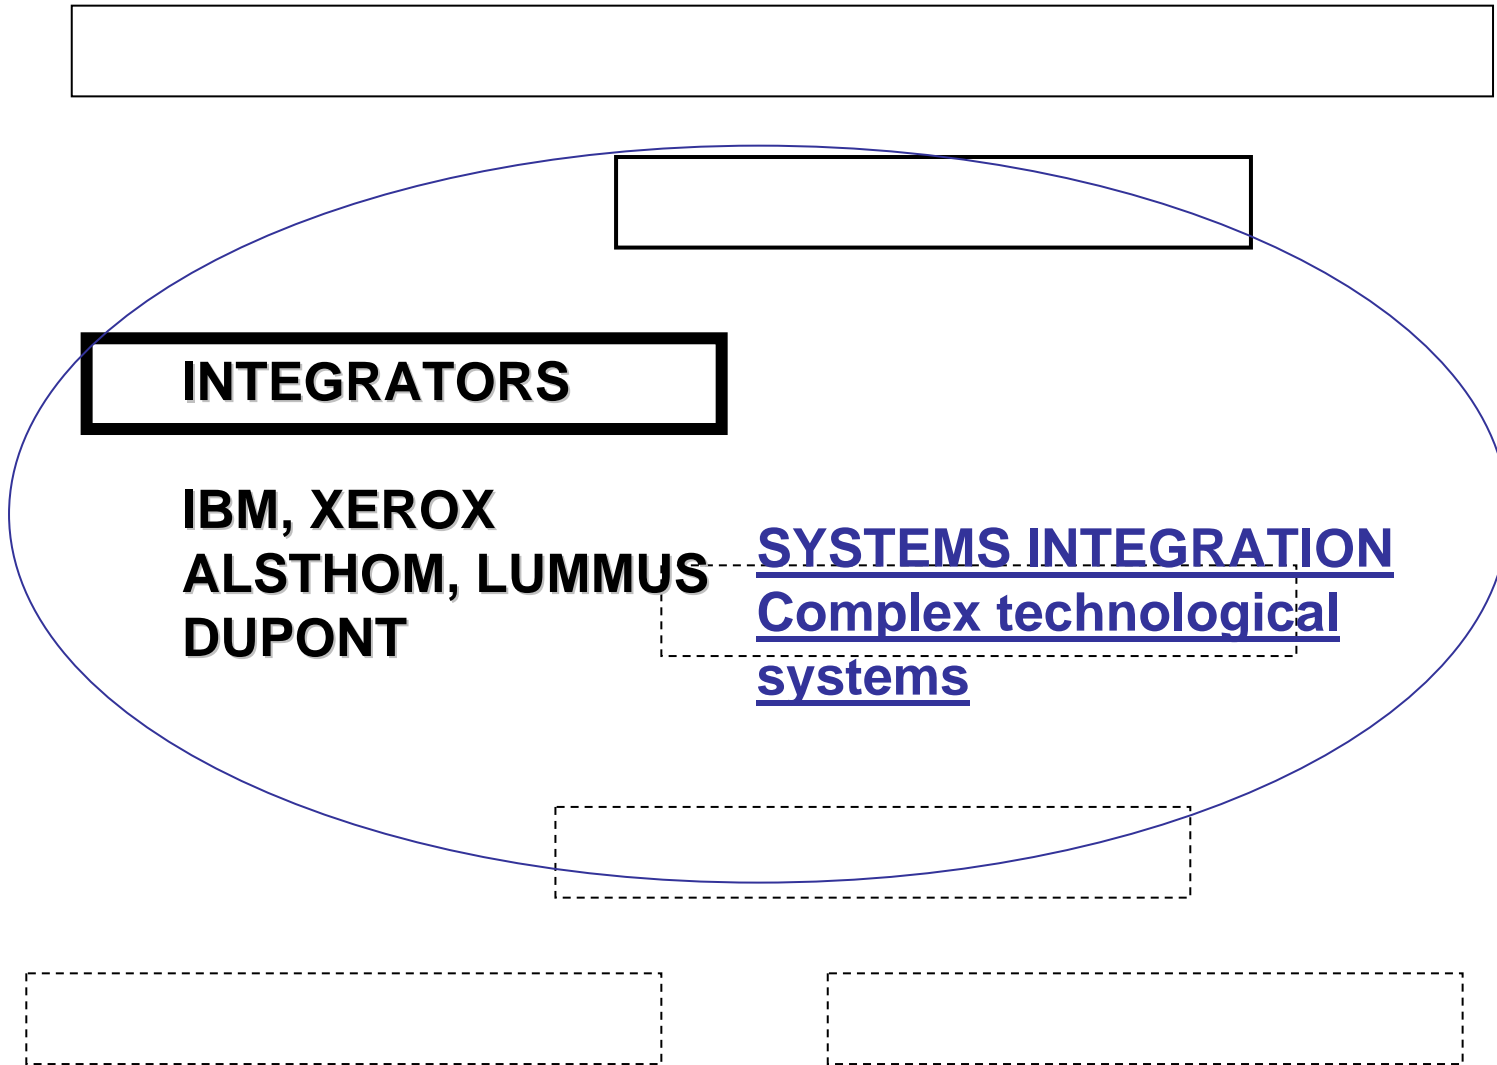 INTEGRATORS
IBM, XEROX
ALSTHOM, LUMMUS
DUPONT
SYSTEMS INTEGRATION
Complex technological
systems